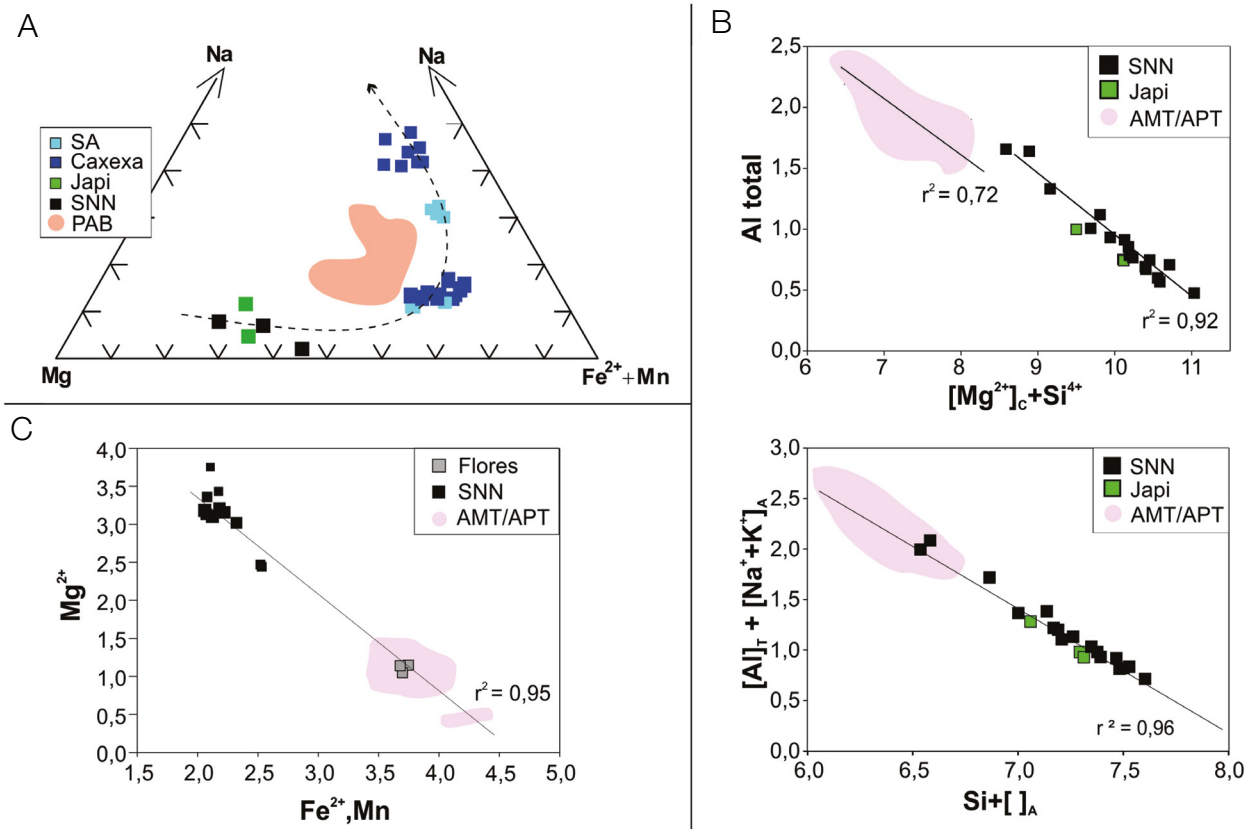 A
Na
Na
SA
Caxexa
Japi
SNN
PAB
Mg
Fe²⁺+Mn
B
2,5
2,0
1,5
1,0
0,5
0,0
Al total
SNN
Japi
AMT/APT
r² = 0,72
r² = 0,92
6 7 8 9 10 11
[Mg²⁺]C+Si⁴⁺
C
4,0
3,5
3,0
2,5
2,0
1,5
1,0
0,5
0,0
Mg²⁺
Flores
SNN
AMT/APT
r² = 0,95
1,5 2,0 2,5 3,0 3,5 4,0 4,5 5,0
Fe²⁺,Mn
3,0
2,5
2,0
1,5
1,0
0,5
0,0
[Al]T + [Na⁺+K⁺]A
SNN
Japi
AMT/APT
r² = 0,96
6,0 6,5 7,0 7,5 8,0
Si+[ ]A